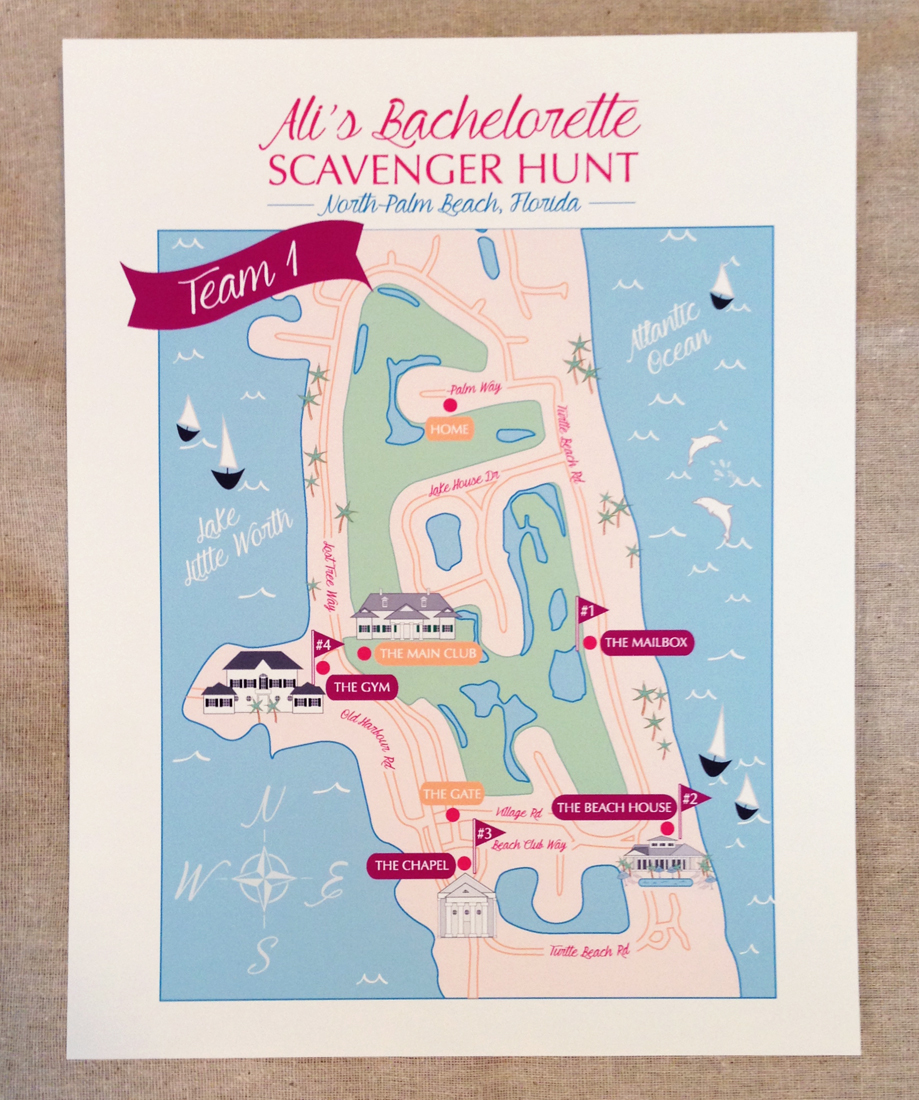 Ali's Bachelorette
SCAVENGER HUNT
North Palm Beach, Florida
Team 1
Atlantic
Ocean
Palm Way
HOME
Turtle Beach Rd
Lake House Dr
Lake
Little Worth
Lost Tree Way
#1
THE MAILBOX
#4
THE MAIN CLUB
THE GYM
Old Harbour Rd
THE GATE
Village Rd
THE BEACH HOUSE
#2
#3
Beach Club Way
THE CHAPEL
N
W
E
S
Turtle Beach Rd